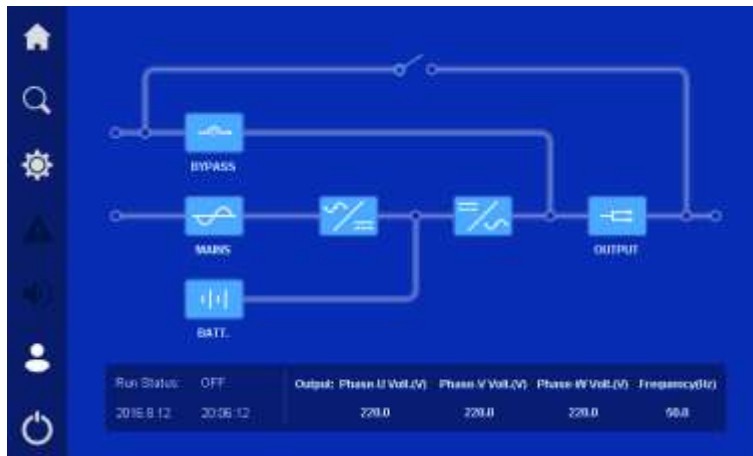 BYPASS
MAINS
OUTPUT
BATT.
Run Status: OFF Output: Phase-U Volt.(V) Phase-V Volt.(V) Phase-W Volt.(V) Frequency(Hz)
2016.9.12 20:06:12 220.0 220.0 220.0 50.0